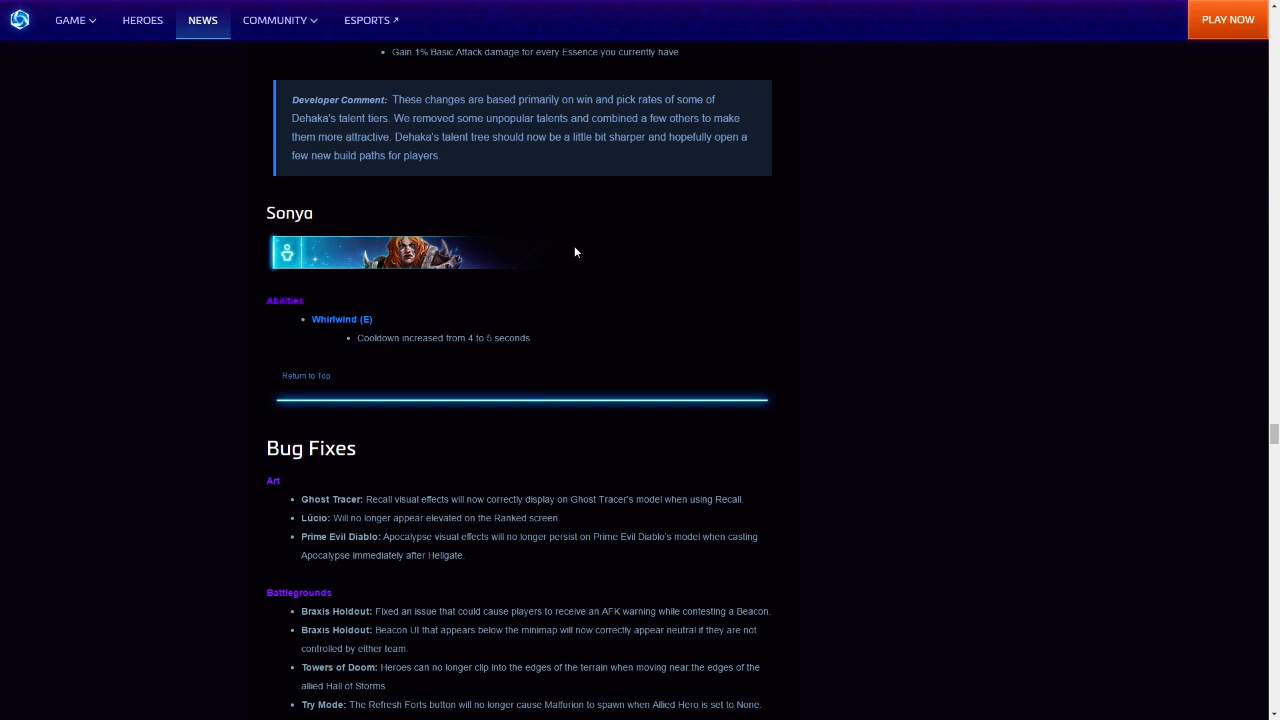 GAME HEROES NEWS COMMUNITY ESPORTS PLAY NOW
Gain 1% Basic Attack damage for every Essence you currently have
Developer Comment: These changes are based primarily on win and pick rates of some of
Dehaka's talent tiers. We removed some unpopular talents and combined a few others to make
them more attractive. Dehaka's talent tree should now be a little bit sharper and hopefully open a
few new build paths for players.
Sonya
Abilities
Whirlwind (E)
Cooldown increased from 4 to 5 seconds
Return to Top
Bug Fixes
Art
Ghost Tracer: Recall visual effects will now correctly display on Ghost Tracer's model when using Recall.
Lúcio: Will no longer appear elevated on the Ranked screen.
Prime Evil Diablo: Apocalypse visual effects will no longer persist on Prime Evil Diablo's model when casting
Apocalypse immediately after Hellgate.
Battlegrounds
Braxis Holdout: Fixed an issue that could cause players to receive an AFK warning while contesting a Beacon.
Braxis Holdout: Beacon UI that appears below the minimap will now correctly appear neutral if they are not
controlled by either team.
Towers of Doom: Heroes can no longer clip into the edges of the terrain when moving near the edges of the
allied Hall of Storms.
Try Mode: The Refresh Forts button will no longer cause Malfurion to spawn when Allied Hero is set to None.